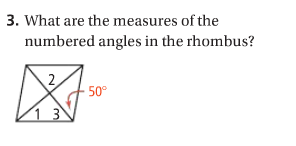 3. What are the measures of the
numbered angles in the rhombus?
2
50°
1 3